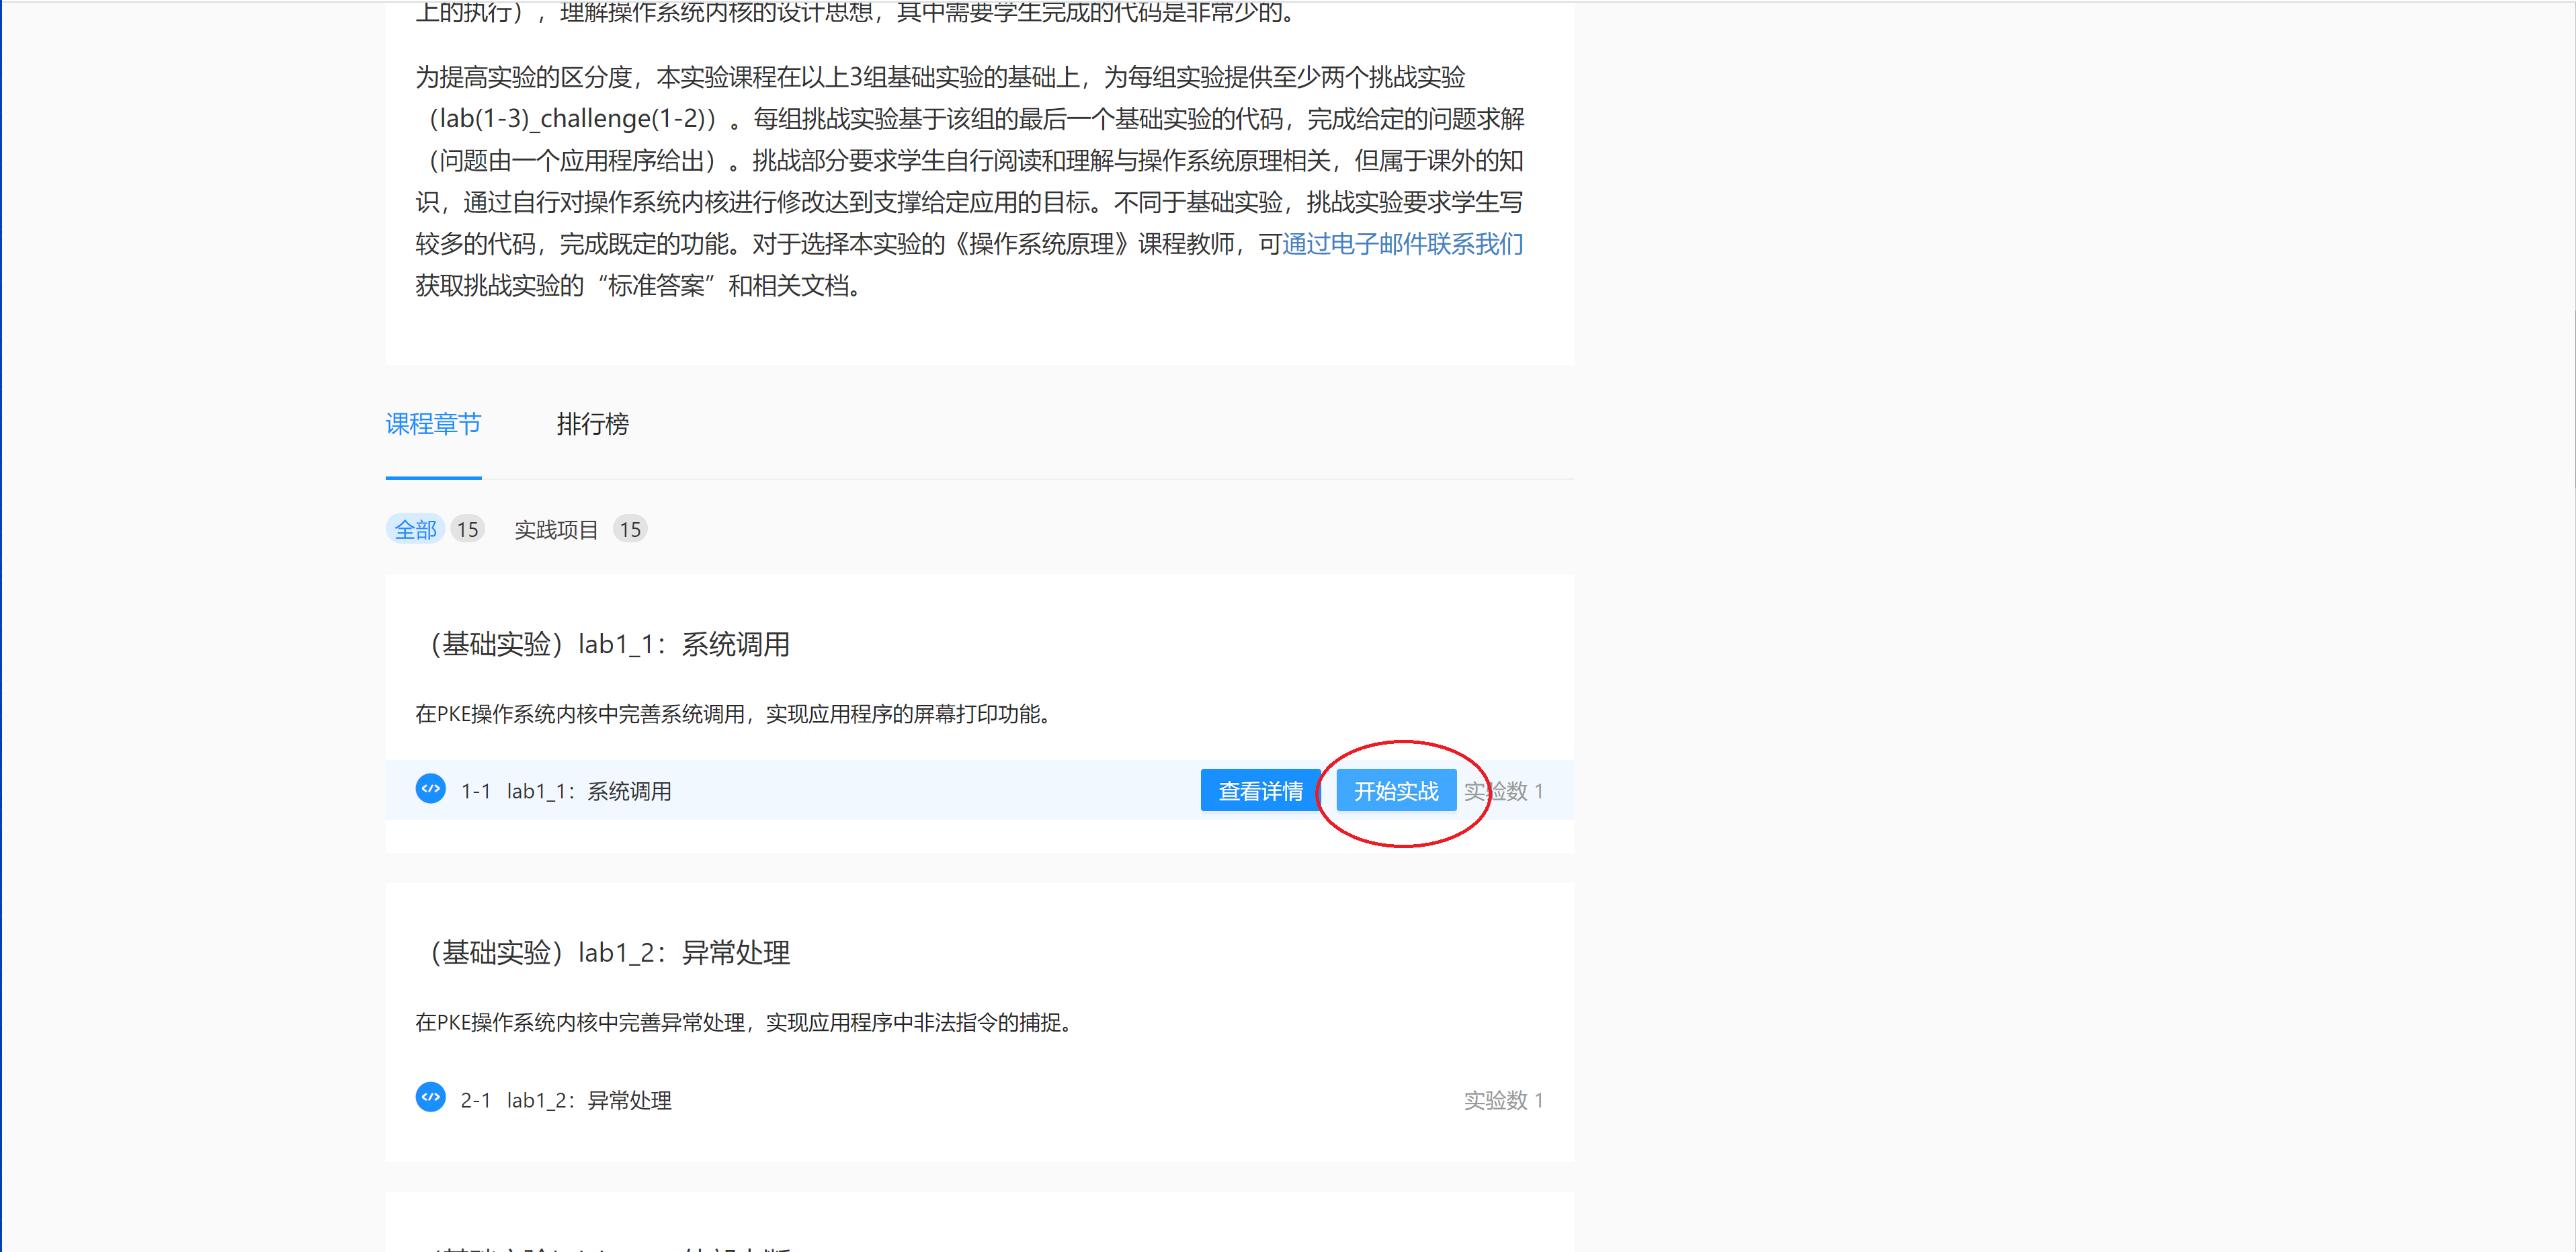 上的执行），理解操作系统内核的设计思想，其中需要学生完成的代码是非常少的。
为提高实验的区分度，本实验课程在以上3组基础实验的基础上，为每组实验提供至少两个挑战实验
（lab(1-3)_challenge(1-2)）。每组挑战实验基于该组的最后一个基础实验的代码，完成给定的问题求解
（问题由一个应用程序给出）。挑战部分要求学生自行阅读和理解与操作系统原理相关，但属于课外的知
识，通过自行对操作系统内核进行修改达到支撑给定应用的目标。不同于基础实验，挑战实验要求学生写
较多的代码，完成既定的功能。对于选择本实验的《操作系统原理》课程教师，可通过电子邮件联系我们
获取挑战实验的“标准答案”和相关文档。
课程章节 排行榜
全部 15 实践项目 15
（基础实验）lab1_1：系统调用
在PKE操作系统内核中完善系统调用，实现应用程序的屏幕打印功能。
1-1 lab1_1：系统调用 查看详情 开始实战 实验数 1
（基础实验）lab1_2：异常处理
在PKE操作系统内核中完善异常处理，实现应用程序中非法指令的捕捉。
2-1 lab1_2：异常处理 实验数 1